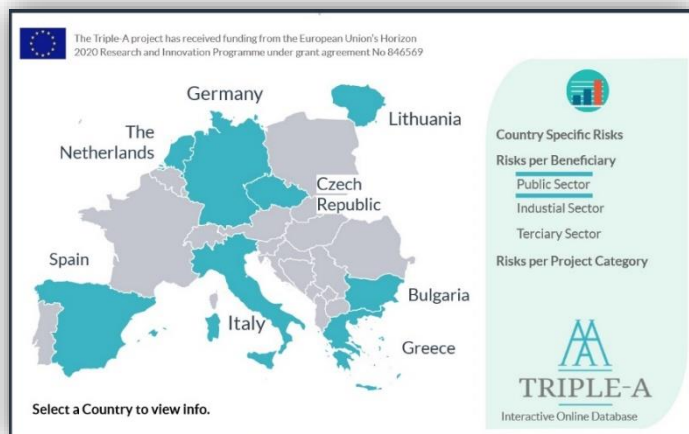 The Triple-A project has received funding from the European Union's Horizon
2020 Research and Innovation Programme under grant agreement No 846569
Germany
Lithuania
The
Netherlands
Czech
Republic
Spain
Bulgaria
Italy
Greece
Select a Country to view info.
Country Specific Risks
Risks per Beneficiary
Public Sector
Industial Sector
Terciary Sector
Risks per Project Category
TRIPLE-A
Interactive Online Database